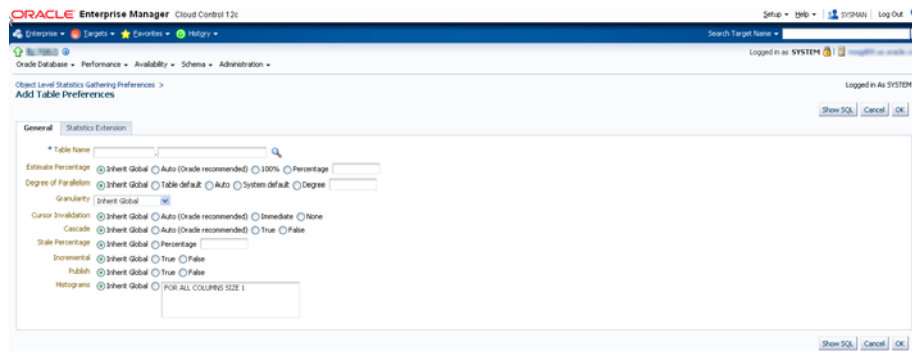 ORACLE Enterprise Manager Cloud Control 12c
Setup Help SYSMAN Log Out
Enterprise Targets Favorites History
Search Target Name
Logged in as SYSTEM
Oracle Database Performance Availability Schema Administration
Object Level Statistics Gathering Preferences >
Logged in As SYSTEM
Add Table Preferences
Show SQL Cancel OK
General Statistics Extension
* Table Name .
Estimate Percentage Inherit Global Auto (Oracle recommended) 100% Percentage
Degree of Parallelism Inherit Global Table default Auto System default Degree
Granularity Inherit Global
Cursor Invalidation Inherit Global Auto (Oracle recommended) Immediate None
Cascade Inherit Global Auto (Oracle recommended) True False
Stale Percentage Inherit Global Percentage
Incremental Inherit Global True False
Publish Inherit Global True False
Histograms Inherit Global FOR ALL COLUMNS SIZE 1
Show SQL Cancel OK